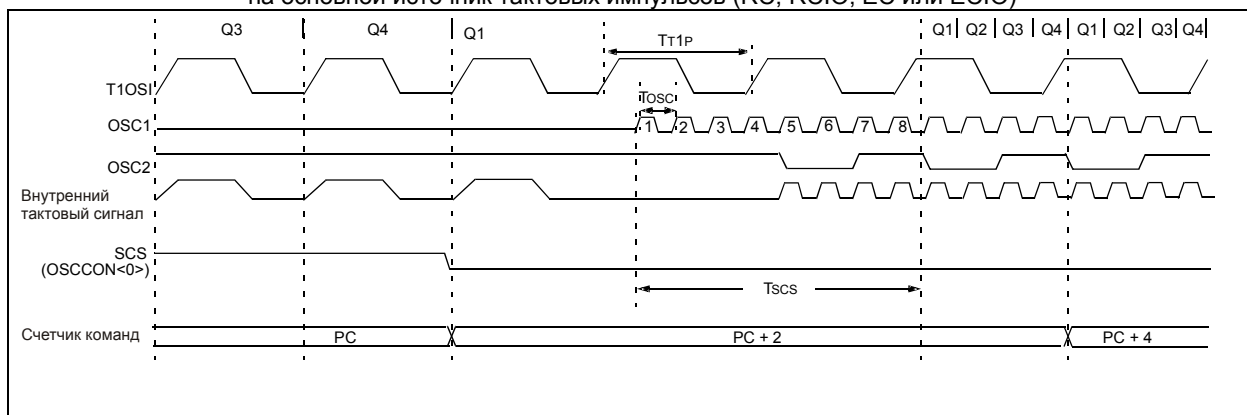 на основной источник тактовых импульсов (RC, RCIO, EC или ECIO)
Q3 Q4 Q1 TT1P Q1 Q2 Q3 Q4 Q1 Q2 Q3 Q4
T1OSI
TOSC
OSC1 1 2 3 4 5 6 7 8
OSC2
Внутренний
тактовый сигнал
SCS
(OSCCON<0>)
TSCS
Счетчик команд PC PC + 2 PC + 4